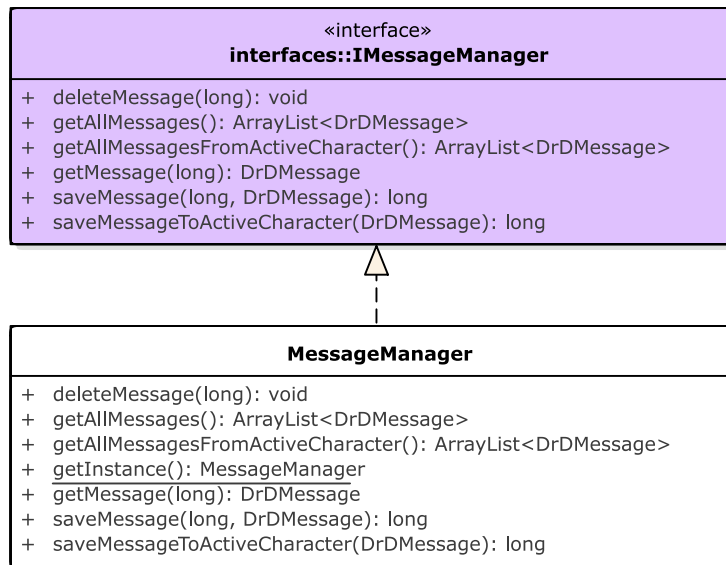 «interface»
interfaces::IMessageManager
+ deleteMessage(long): void
+ getAllMessages(): ArrayList<DrDMessage>
+ getAllMessagesFromActiveCharacter(): ArrayList<DrDMessage>
+ getMessage(long): DrDMessage
+ saveMessage(long, DrDMessage): long
+ saveMessageToActiveCharacter(DrDMessage): long
MessageManager
+ deleteMessage(long): void
+ getAllMessages(): ArrayList<DrDMessage>
+ getAllMessagesFromActiveCharacter(): ArrayList<DrDMessage>
+ getInstance(): MessageManager
+ getMessage(long): DrDMessage
+ saveMessage(long, DrDMessage): long
+ saveMessageToActiveCharacter(DrDMessage): long